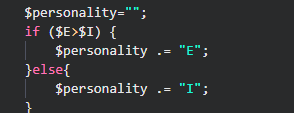 $personality="";
if ($E>$I) {
    $personality .= "E";
}else{
    $personality .= "I";
}